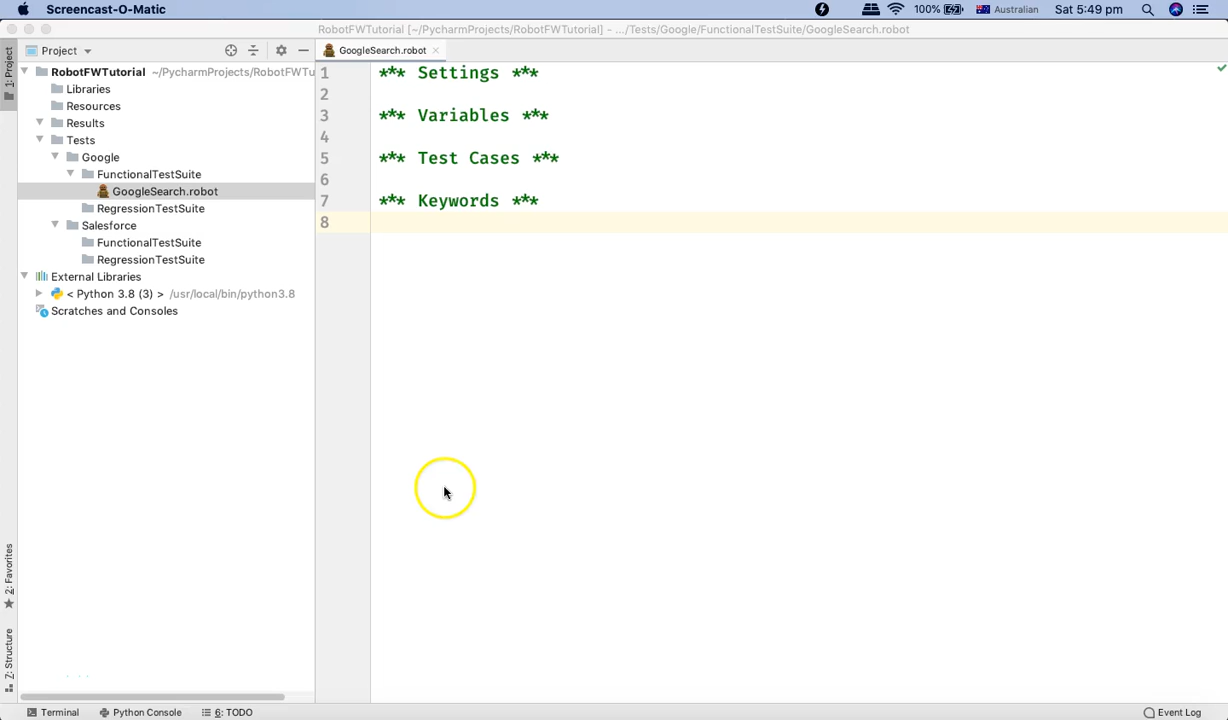 Screencast-O-Matic
100%
Australian
Sat 5:49 pm
RobotFWTutorial [~/PycharmProjects/RobotFWTutorial] - .../Tests/Google/FunctionalTestSuite/GoogleSearch.robot
Project
GoogleSearch.robot
1: Project
RobotFWTutorial ~/PycharmProjects/RobotFWTu
Libraries
Resources
Results
Tests
Google
FunctionalTestSuite
GoogleSearch.robot
RegressionTestSuite
Salesforce
FunctionalTestSuite
RegressionTestSuite
External Libraries
< Python 3.8 (3) > /usr/local/bin/python3.8
Scratches and Consoles
1 *** Settings ***
2
3 *** Variables ***
4
5 *** Test Cases ***
6
7 *** Keywords ***
8
2: Favorites
Z: Structure
Terminal
Python Console
6: TODO
Event Log